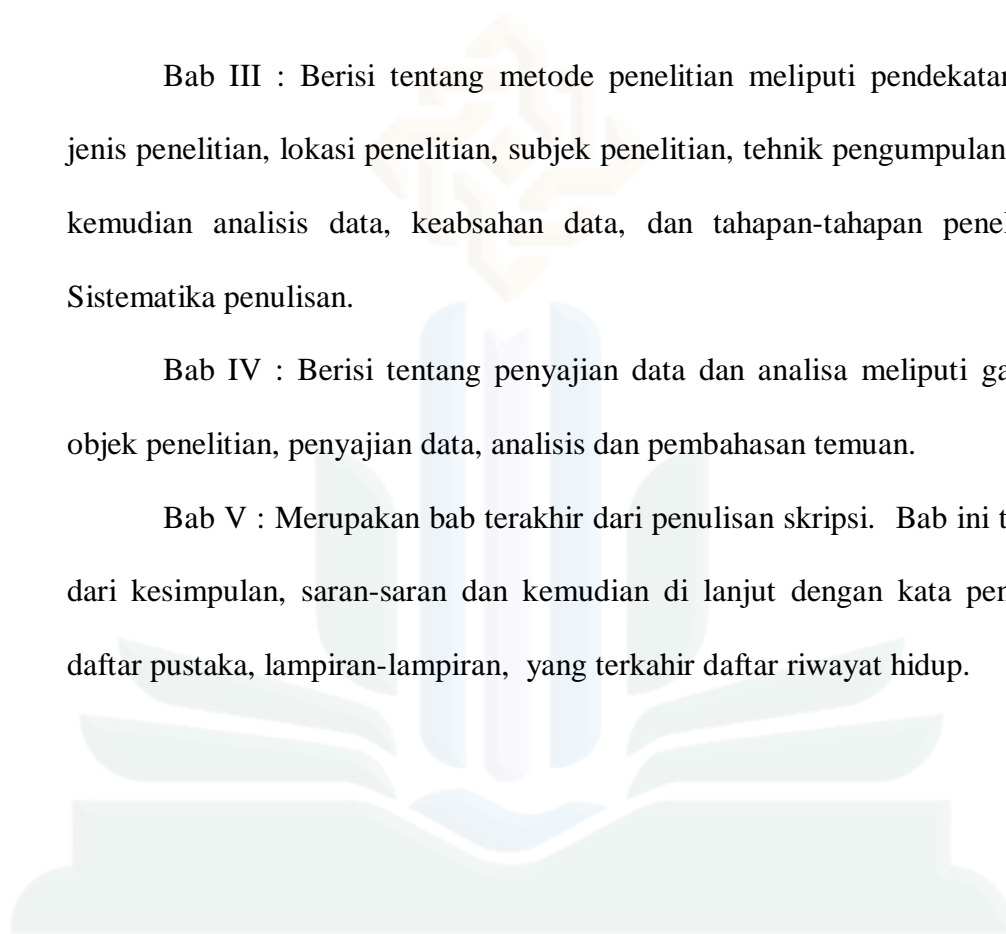 Bab III : Berisi tentang metode penelitian meliputi pendekatan
jenis penelitian, lokasi penelitian, subjek penelitian, tehnik pengumpulan
kemudian analisis data, keabsahan data, dan tahapan-tahapan
Sistematika penulisan.
Bab IV : Berisi tentang penyajian data dan analisa meliputi
objek penelitian, penyajian data, analisis dan pembahasan temuan.
Bab V : Merupakan bab terakhir dari penulisan skripsi. Bab ini
dari kesimpulan, saran-saran dan kemudian di lanjut dengan kata
daftar pustaka, lampiran-lampiran, yang terkahir daftar riwayat hidup.